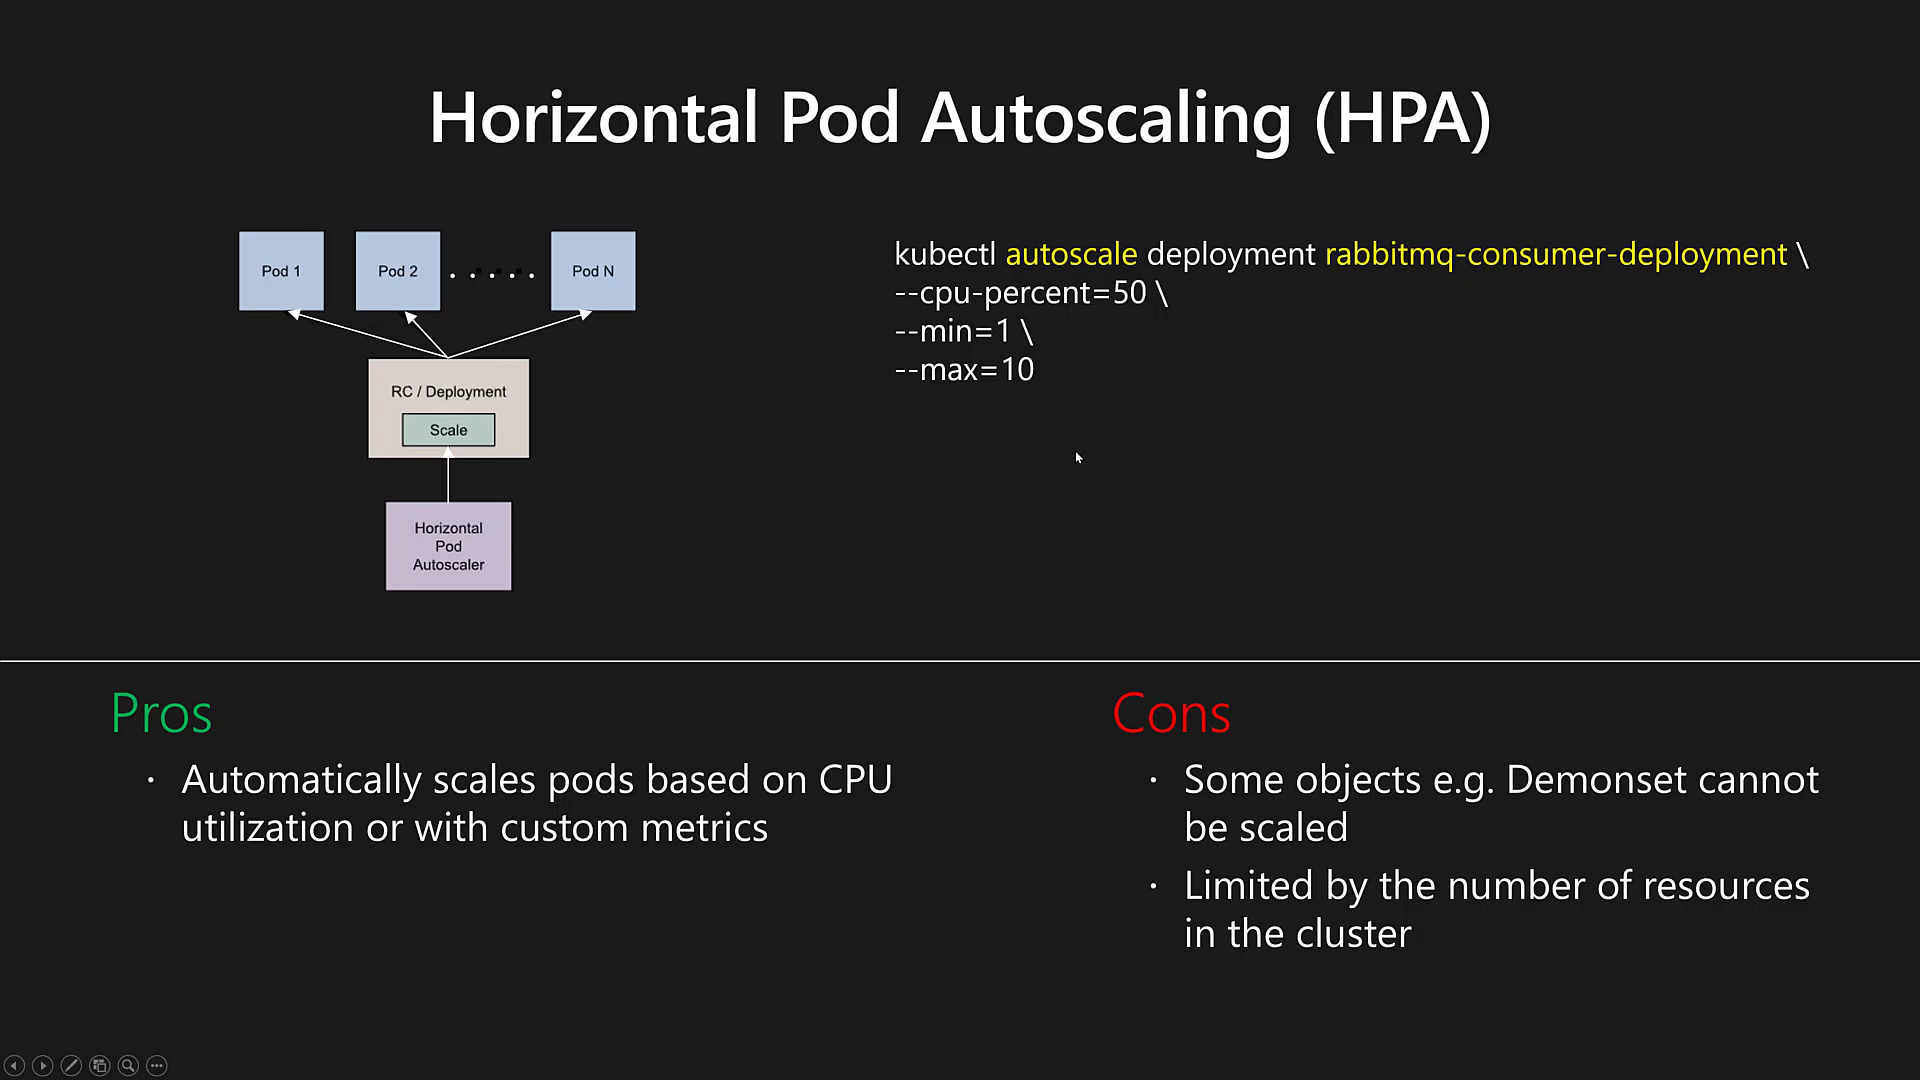 Horizontal Pod Autoscaling (HPA)
Pod 1
Pod 2
Pod N
RC / Deployment
Scale
Horizontal
Pod
Autoscaler
kubectl autoscale deployment rabbitmq-consumer-deployment \
--cpu-percent=50 \
--min=1 \
--max=10
Pros
· Automatically scales pods based on CPU
utilization or with custom metrics
Cons
· Some objects e.g. Demonset cannot
be scaled
· Limited by the number of resources
in the cluster